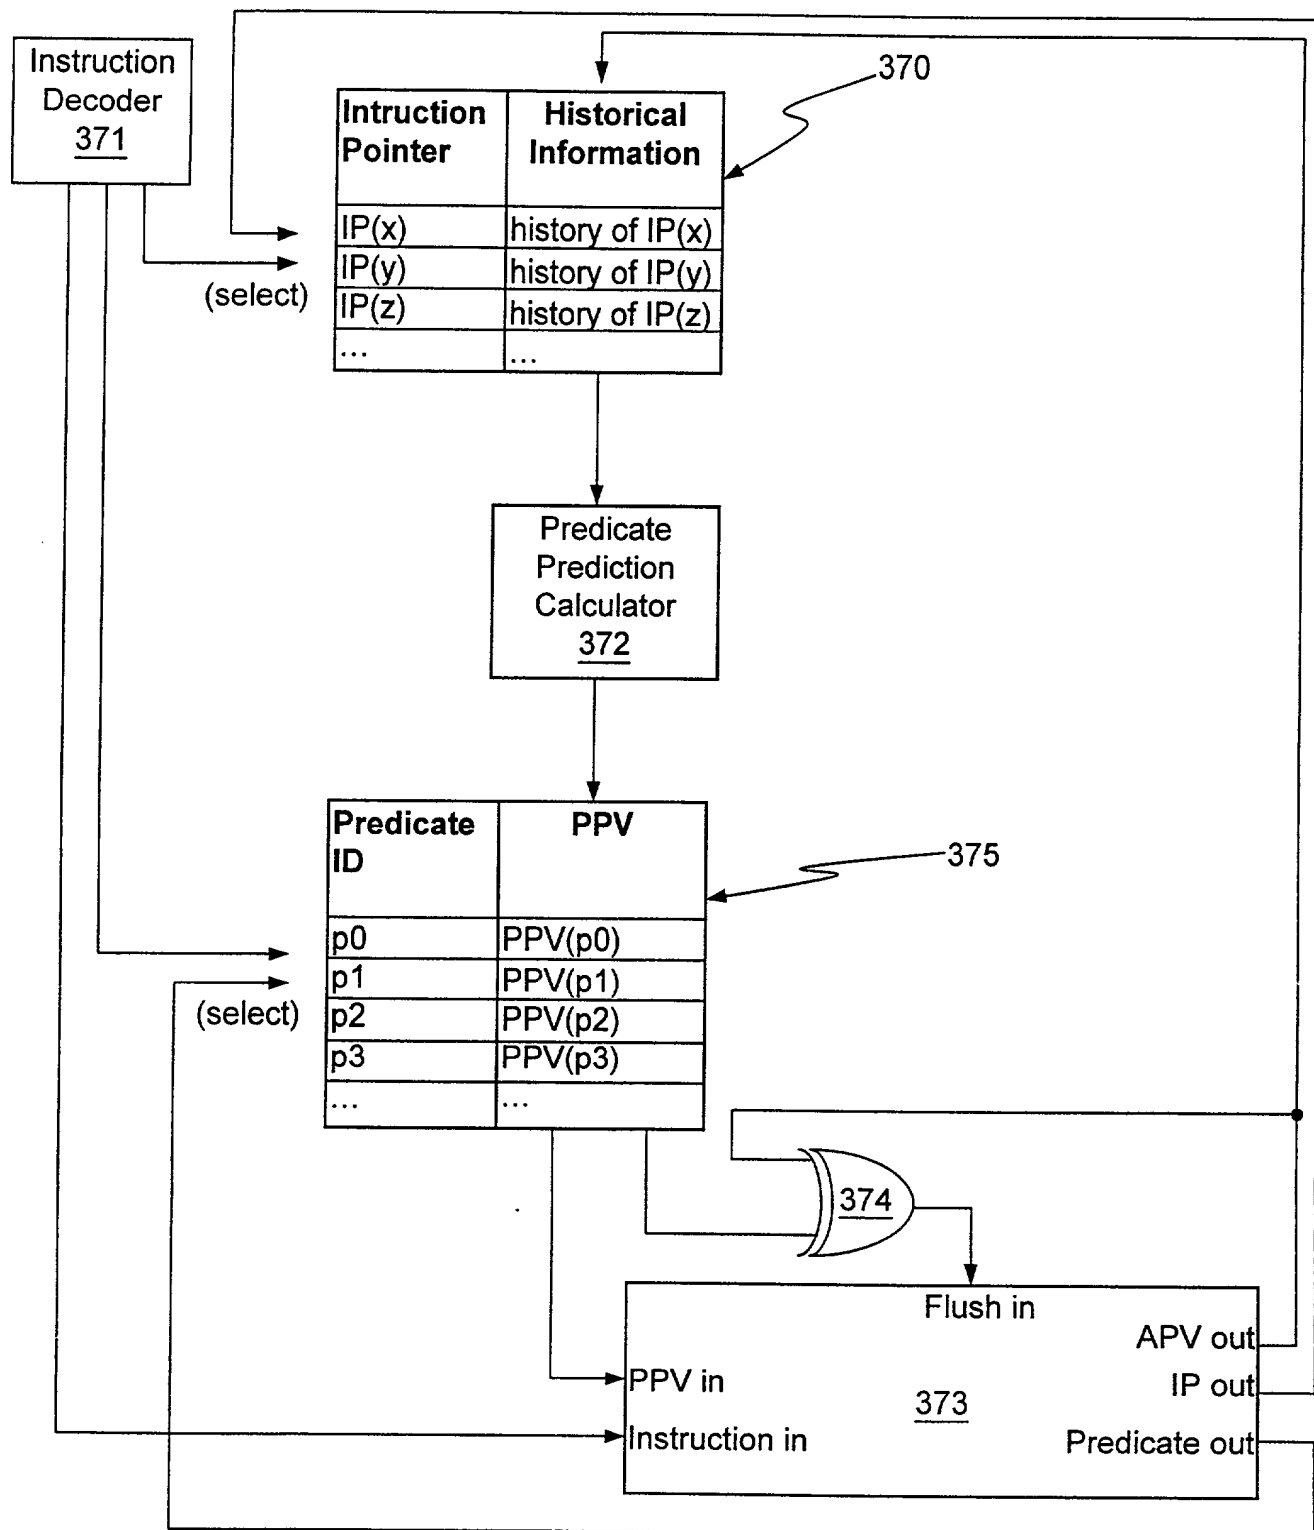 Instruction
Decoder
371
370
Intruction
Pointer
Historical
Information
IP(x)
history of IP(x)
IP(y)
history of IP(y)
IP(z)
history of IP(z)
...
...
(select)
Predicate
Prediction
Calculator
372
Predicate
ID
PPV
375
p0
PPV(p0)
p1
PPV(p1)
p2
PPV(p2)
p3
PPV(p3)
...
...
(select)
374
Flush in
APV out
PPV in
IP out
373
Instruction in
Predicate out